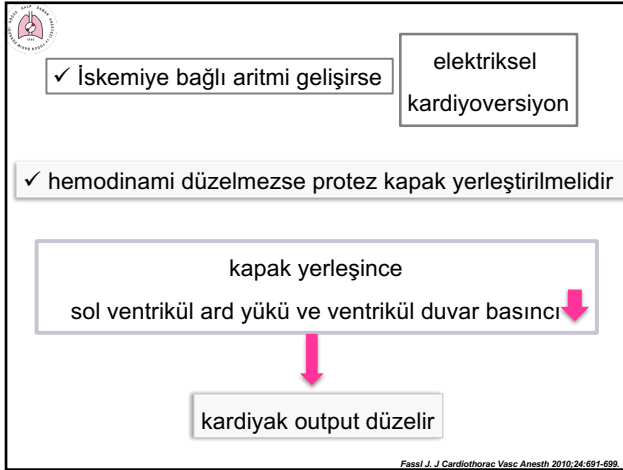 ✓ İskemiye bağlı aritmi gelişirse
elektriksel
kardiyoversiyon
✓ hemodinami düzelmezse protez kapak yerleştirilmelidir
kapak yerleşince
sol ventrikül ard yükü ve ventrikül duvar basıncı
kardiyak output düzelir
Fassl J. J Cardiothorac Vasc Anesth 2010;24:691-699.